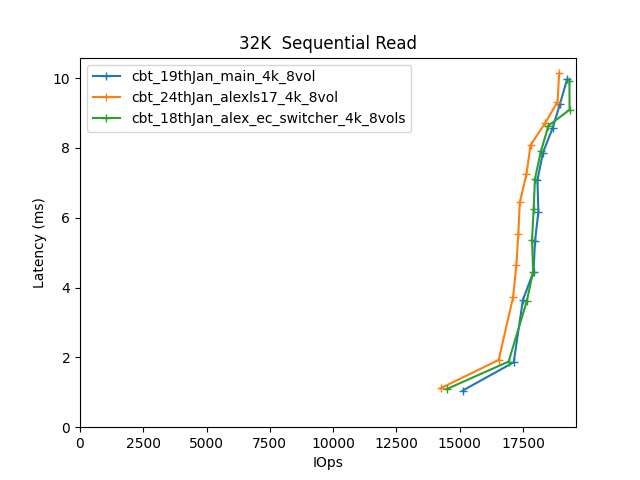 32K  Sequential Read
cbt_19thJan_main_4k_8vol
cbt_24thJan_alexls17_4k_8vol
cbt_18thJan_alex_ec_switcher_4k_8vols
Latency (ms)
10
8
6
4
2
0
0 2500 5000 7500 10000 12500 15000 17500
IOps